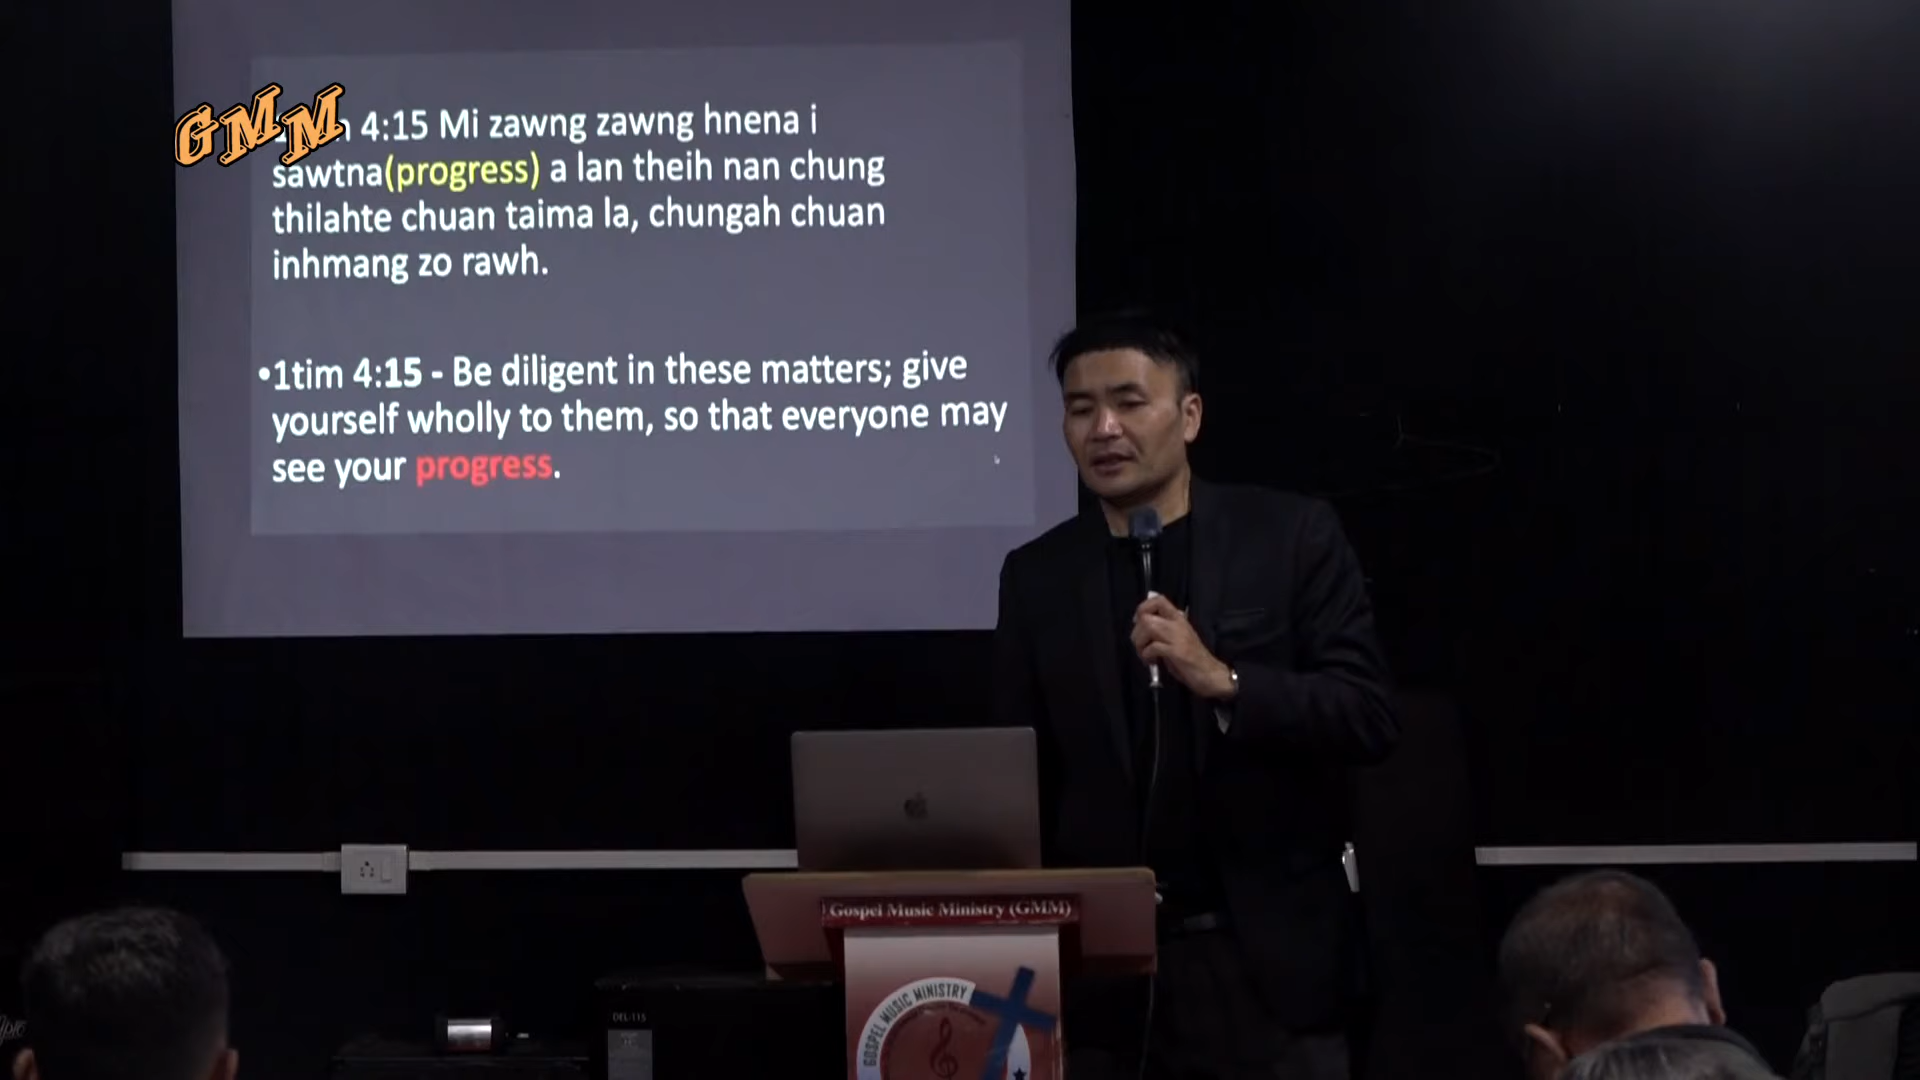 GMM
4:15 Mi zawng zawng hnena i
sawtna(progress) a lan theih nan chung
thilahte chuan taima la, chungah chuan
inhmang zo rawh.
•1tim 4:15 - Be diligent in these matters; give
yourself wholly to them, so that everyone may
see your progress.
Gospel Music Ministry (GMM)
GOSPEL MUSIC MINISTRY
DEL-115